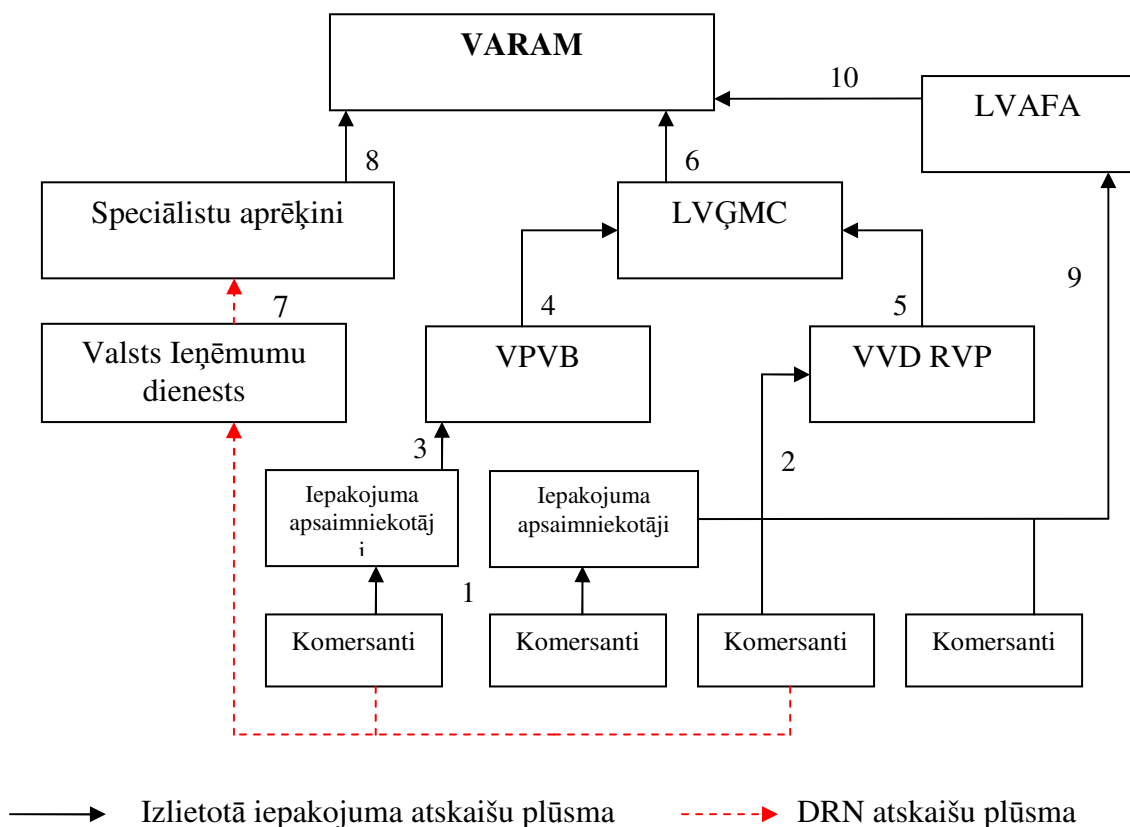 VARAM
10
LVAFA
8
6
Speciālistu aprēķini
LVĢMC
9
7
4
5
Valsts Ieņēmumu
dienests
VPVB
VVD RVP
3
2
Iepakojuma
apsaimniekotāj
i
Iepakojuma
apsaimniekotāji
1
Komersanti
Komersanti
Komersanti
Komersanti
Izlietotā iepakojuma atskaišu plūsma
DRN atskaišu plūsma